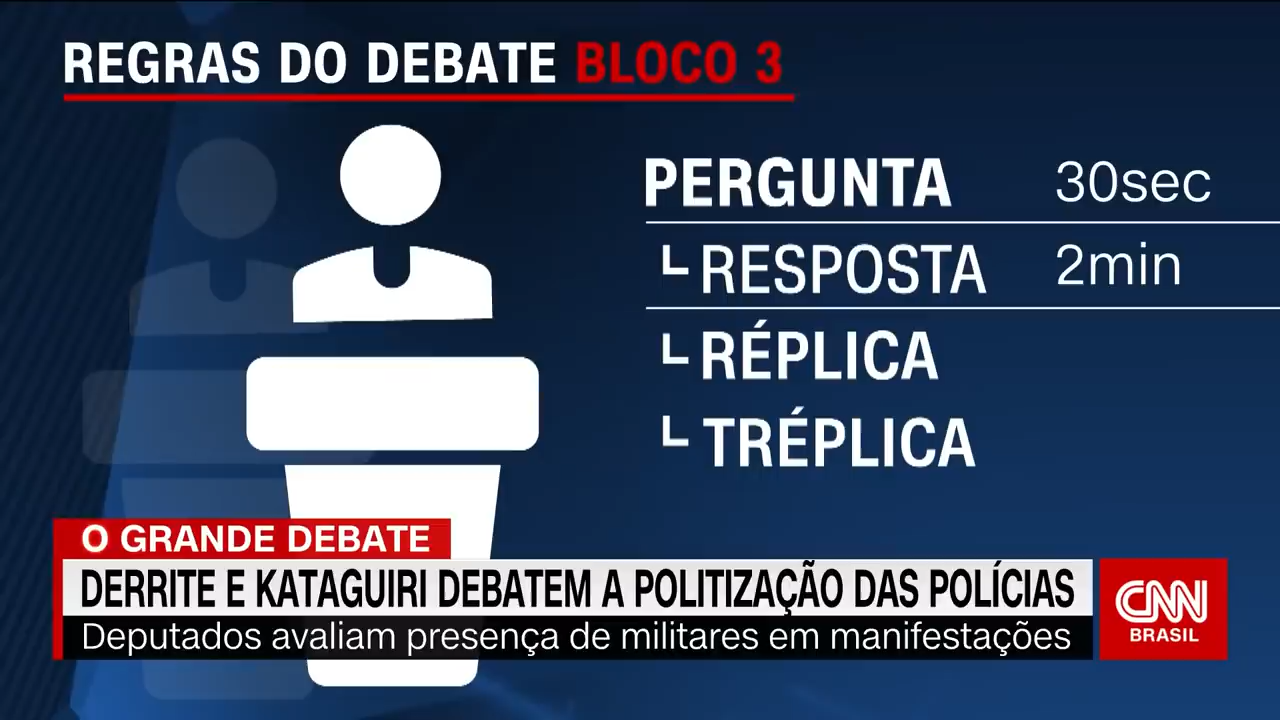 REGRAS DO DEBATE BLOCO 3
PERGUNTA 30sec
RESPOSTA 2min
RÉPLICA
TRÉPLICA
O GRANDE DEBATE
DERRITE E KATAGUIRI DEBATEM A POLITIZAÇÃO DAS POLÍCIAS
Deputados avaliam presença de militares em manifestações
CNN
BRASIL